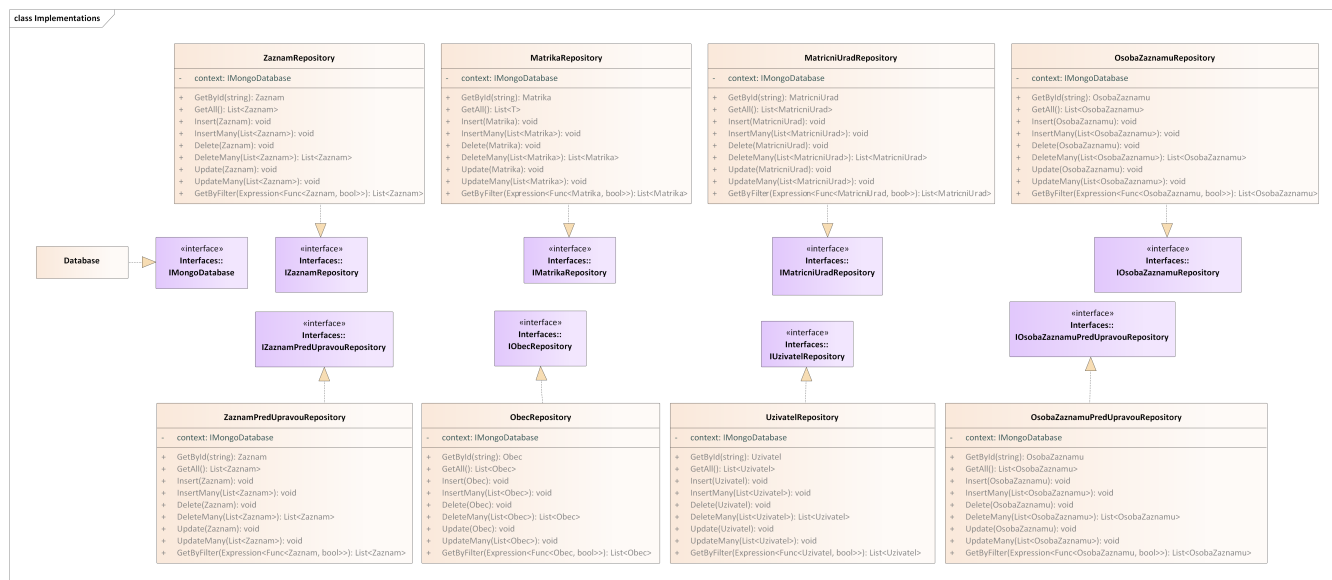 class Implementations
ZaznamRepository
- context: IMongoDatabase
+ GetById(string): Zaznam
+ GetAll(): List<Zaznam>
+ Insert(Zaznam): void
+ InsertMany(List<Zaznam>): void
+ Delete(Zaznam): void
+ DeleteMany(List<Zaznam>): List<Zaznam>
+ Update(Zaznam): void
+ UpdateMany(List<Zaznam>): void
+ GetByFilter(Expression<Func<Zaznam, bool>>): List<Zaznam>
MatrikaRepository
- context: IMongoDatabase
+ GetById(string): Matrika
+ GetAll(): List<T>
+ Insert(Matrika): void
+ InsertMany(List<Matrika>): void
+ Delete(Matrika): void
+ DeleteMany(List<Matrika>): List<Matrika>
+ Update(Matrika): void
+ UpdateMany(List<Matrika>): void
+ GetByFilter(Expression<Func<Matrika, bool>>): List<Matrika>
MatricniUradRepository
- context: IMongoDatabase
+ GetById(string): MatricniUrad
+ GetAll(): List<MatricniUrad>
+ Insert(MatricniUrad): void
+ InsertMany(List<MatricniUrad>): void
+ Delete(MatricniUrad): void
+ DeleteMany(List<MatricniUrad>): List<MatricniUrad>
+ Update(MatricniUrad): void
+ UpdateMany(List<MatricniUrad>): void
+ GetByFilter(Expression<Func<MatricniUrad, bool>>): List<MatricniUrad>
OsobaZaznamuRepository
- context: IMongoDatabase
+ GetById(string): OsobaZaznamu
+ GetAll(): List<OsobaZaznamu>
+ Insert(OsobaZaznamu): void
+ InsertMany(List<OsobaZaznamu>): void
+ Delete(OsobaZaznamu): void
+ DeleteMany(List<OsobaZaznamu>): List<OsobaZaznamu>
+ Update(OsobaZaznamu): void
+ UpdateMany(List<OsobaZaznamu>): void
+ GetByFilter(Expression<Func<OsobaZaznamu, bool>>): List<OsobaZaznamu>
Database
«interface»
Interfaces::
IMongoDatabase
«interface»
Interfaces::
IZaznamRepository
«interface»
Interfaces::
IMatrikaRepository
«interface»
Interfaces::
IMatricniUradRepository
«interface»
Interfaces::
IOsobaZaznamuRepository
«interface»
Interfaces::
IZaznamPredUpravouRepository
«interface»
Interfaces::
IObecRepository
«interface»
Interfaces::
IUzivatelRepository
«interface»
Interfaces::
IOsobaZaznamuPredUpravouRepository
ZaznamPredUpravouRepository
- context: IMongoDatabase
+ GetById(string): Zaznam
+ GetAll(): List<Zaznam>
+ Insert(Zaznam): void
+ InsertMany(List<Zaznam>): void
+ Delete(Zaznam): void
+ DeleteMany(List<Zaznam>): List<Zaznam>
+ Update(Zaznam): void
+ UpdateMany(List<Zaznam>): void
+ GetByFilter(Expression<Func<Zaznam, bool>>): List<Zaznam>
ObecRepository
- context: IMongoDatabase
+ GetById(string): Obec
+ GetAll(): List<Obec>
+ Insert(Obec): void
+ InsertMany(List<Obec>): void
+ Delete(Obec): void
+ DeleteMany(List<Obec>): List<Obec>
+ Update(Obec): void
+ UpdateMany(List<Obec>): void
+ GetByFilter(Expression<Func<Obec, bool>>): List<Obec>
UzivatelRepository
- context: IMongoDatabase
+ GetById(string): Uzivatel
+ GetAll(): List<Uzivatel>
+ Insert(Uzivatel): void
+ InsertMany(List<Uzivatel>): void
+ Delete(Uzivatel): void
+ DeleteMany(List<Uzivatel>): List<Uzivatel>
+ Update(Uzivatel): void
+ UpdateMany(List<Uzivatel>): void
+ GetByFilter(Expression<Func<Uzivatel, bool>>): List<Uzivatel>
OsobaZaznamuPredUpravouRepository
- context: IMongoDatabase
+ GetById(string): OsobaZaznamu
+ GetAll(): List<OsobaZaznamu>
+ Insert(OsobaZaznamu): void
+ InsertMany(List<OsobaZaznamu>): void
+ Delete(OsobaZaznamu): void
+ DeleteMany(List<OsobaZaznamu>): List<OsobaZaznamu>
+ Update(OsobaZaznamu): void
+ UpdateMany(List<OsobaZaznamu>): void
+ GetByFilter(Expression<Func<OsobaZaznamu, bool>>): List<OsobaZaznamu>